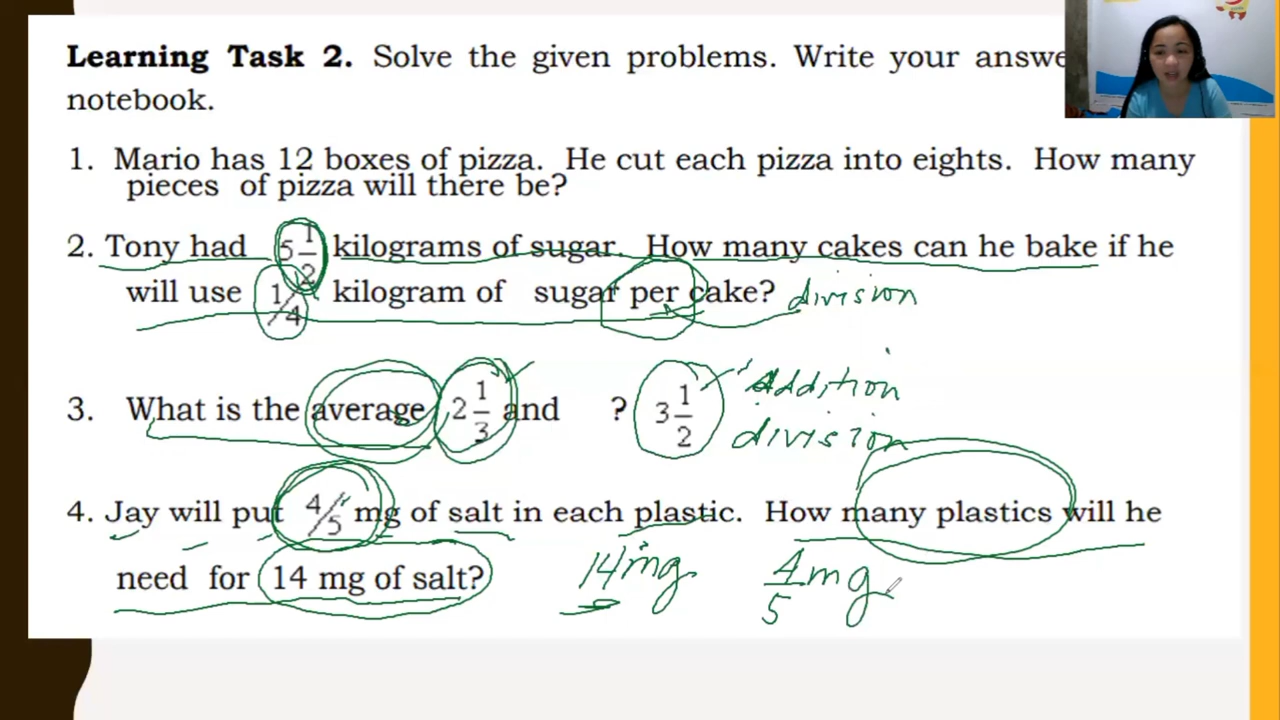 Learning Task 2. Solve the given problems. Write your answe
notebook.
1. Mario has 12 boxes of pizza. He cut each pizza into eights. How many
pieces of pizza will there be?
2. Tony had 5 1/2 kilograms of sugar. How many cakes can he bake if he
will use 1/4 kilogram of sugar per cake? division
3. What is the average 2 1/3 and ? 3 1/2 Addition
division
4. Jay will put 4/5 mg of salt in each plastic. How many plastics will he
need for 14 mg of salt? 14mg 4/5 mg